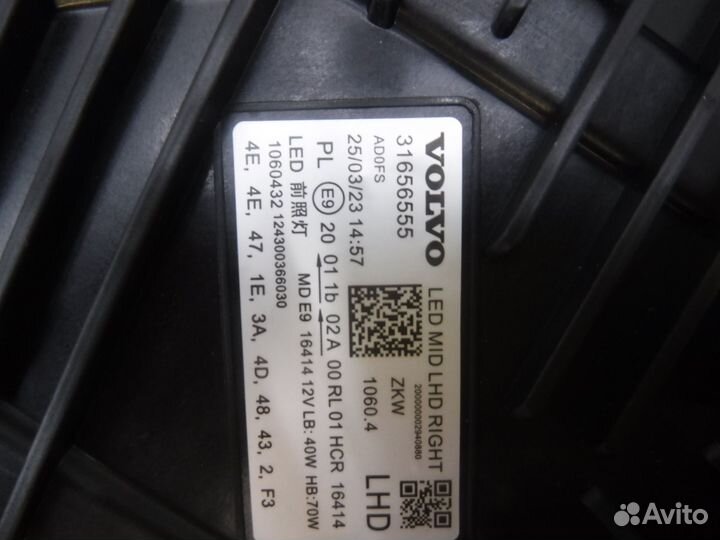 VOLVO LED MID LHD RIGHT
200000002940880
31656555 ZKW
AD0FS
25/03/23 14:57 1060.4 LHD
PL E9 20 01 1b 02A 00 RL 01 HCR 16414
LED 前照灯 MD E9 16414 12V LB: 40W HB:70W
1060432 124300366030
4E, 4E, 47, 1E, 3A, 4D, 48, 43, 2, F3
Avito